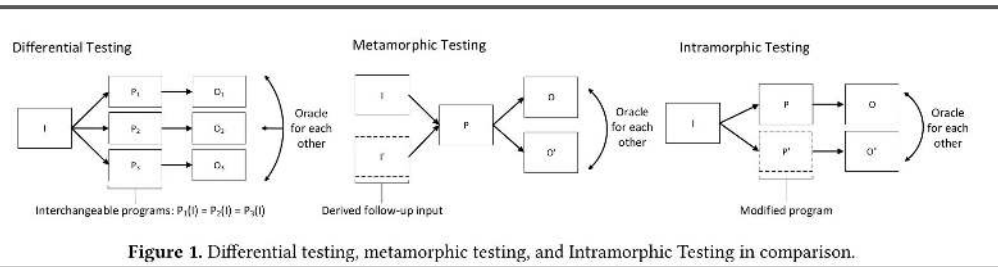 Differential Testing
I
P₁
O₁
P₂
O₂
P₃
O₃
Oracle
for each
other
Interchangeable programs: P₁(I) = P₂(I) = P₃(I)
Metamorphic Testing
I
I'
P
O
O'
Oracle
for each
other
Derived follow-up input
Intramorphic Testing
I
P
O
P'
O'
Oracle
for each
other
Modified program
Figure 1. Differential testing, metamorphic testing, and Intramorphic Testing in comparison.